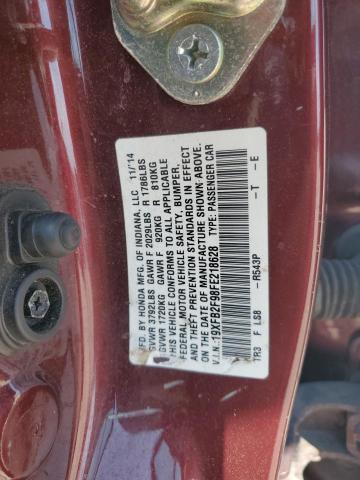 MFD. BY HONDA MFG. OF INDIANA, LLC 11/'14
GVWR 3792LBS GAWR F 2029LBS R 1786LBS
GVWR 1720KG GAWR F 920KG R 810KG
THIS VEHICLE CONFORMS TO ALL APPLICABLE
FEDERAL MOTOR VEHICLE SAFETY, BUMPER,
AND THEFT PREVENTION STANDARDS IN EFFECT
ON THE DATE OF MANUFACTURE SHOWN ABOVE.
V.I.N.:19XFB2F98FE218628 TYPE: PASSENGER CAR
TR3 F LS8 -R543P -T -E